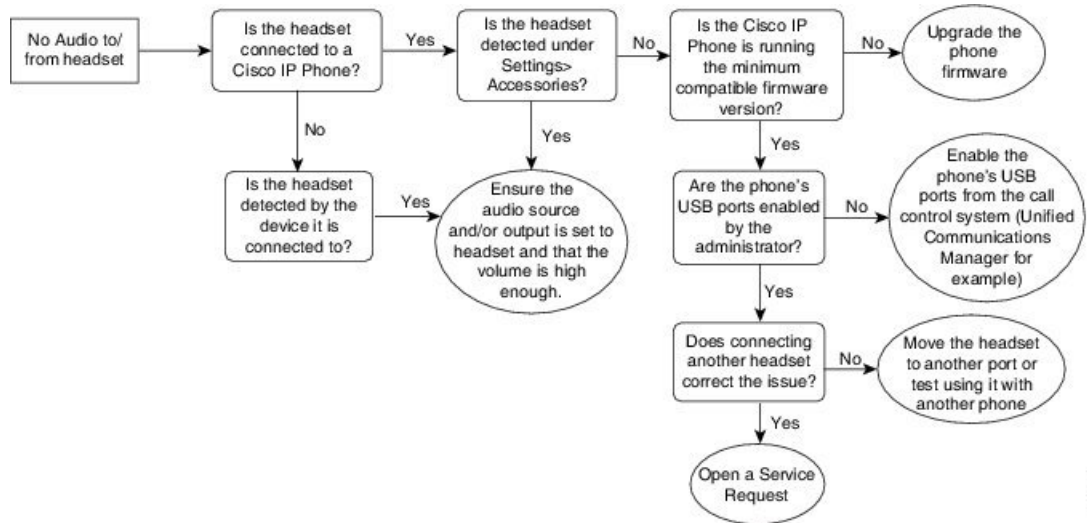 No Audio to/
from headset
Is the headset
connected to a
Cisco IP Phone?
Yes
Is the headset
detected under
Settings>
Accessories?
No
Is the Cisco IP
Phone is running
the minimum
compatible firmware
version?
No
Upgrade the
phone
firmware
No
Yes
Yes
Is the headset
detected by the
device it is
connected to?
Yes
Ensure the
audio source
and/or output is set to
headset and that the
volume is high
enough.
Are the phone's
USB ports enabled
by the
administrator?
No
Enable the
phone's USB
ports from the call
control system (Unified
Communications
Manager for
example)
Yes
Does connecting
another headset
correct the issue?
No
Move the headset
to another port or
test using it with
another phone
Yes
Open a Service
Request